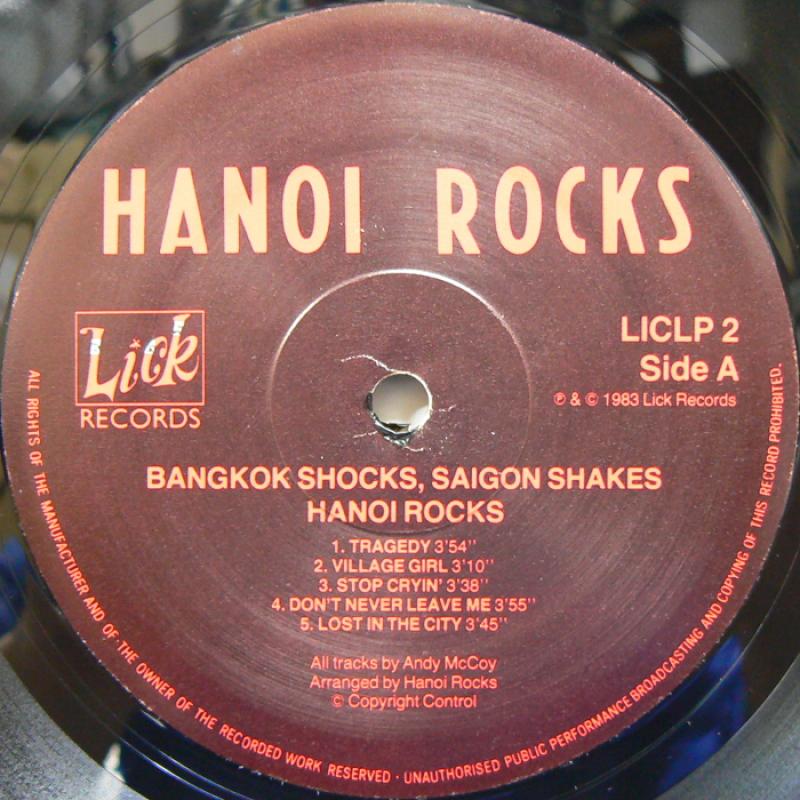 HANOI ROCKS
Lick
RECORDS
LICLP 2
Side A
℗ & © 1983 Lick Records
BANGKOK SHOCKS, SAIGON SHAKES
HANOI ROCKS
1. TRAGEDY 3'54''
2. VILLAGE GIRL 3'10''
3. STOP CRYIN' 3'38''
4. DON'T NEVER LEAVE ME 3'55''
5. LOST IN THE CITY 3'45''
All tracks by Andy McCoy
Arranged by Hanoi Rocks
© Copyright Control
ALL RIGHTS OF THE MANUFACTURER AND OF THE OWNER OF THE RECORDED WORK RESERVED · UNAUTHORISED PUBLIC PERFORMANCE BROADCASTING AND COPYING OF THIS RECORD PROHIBITED.